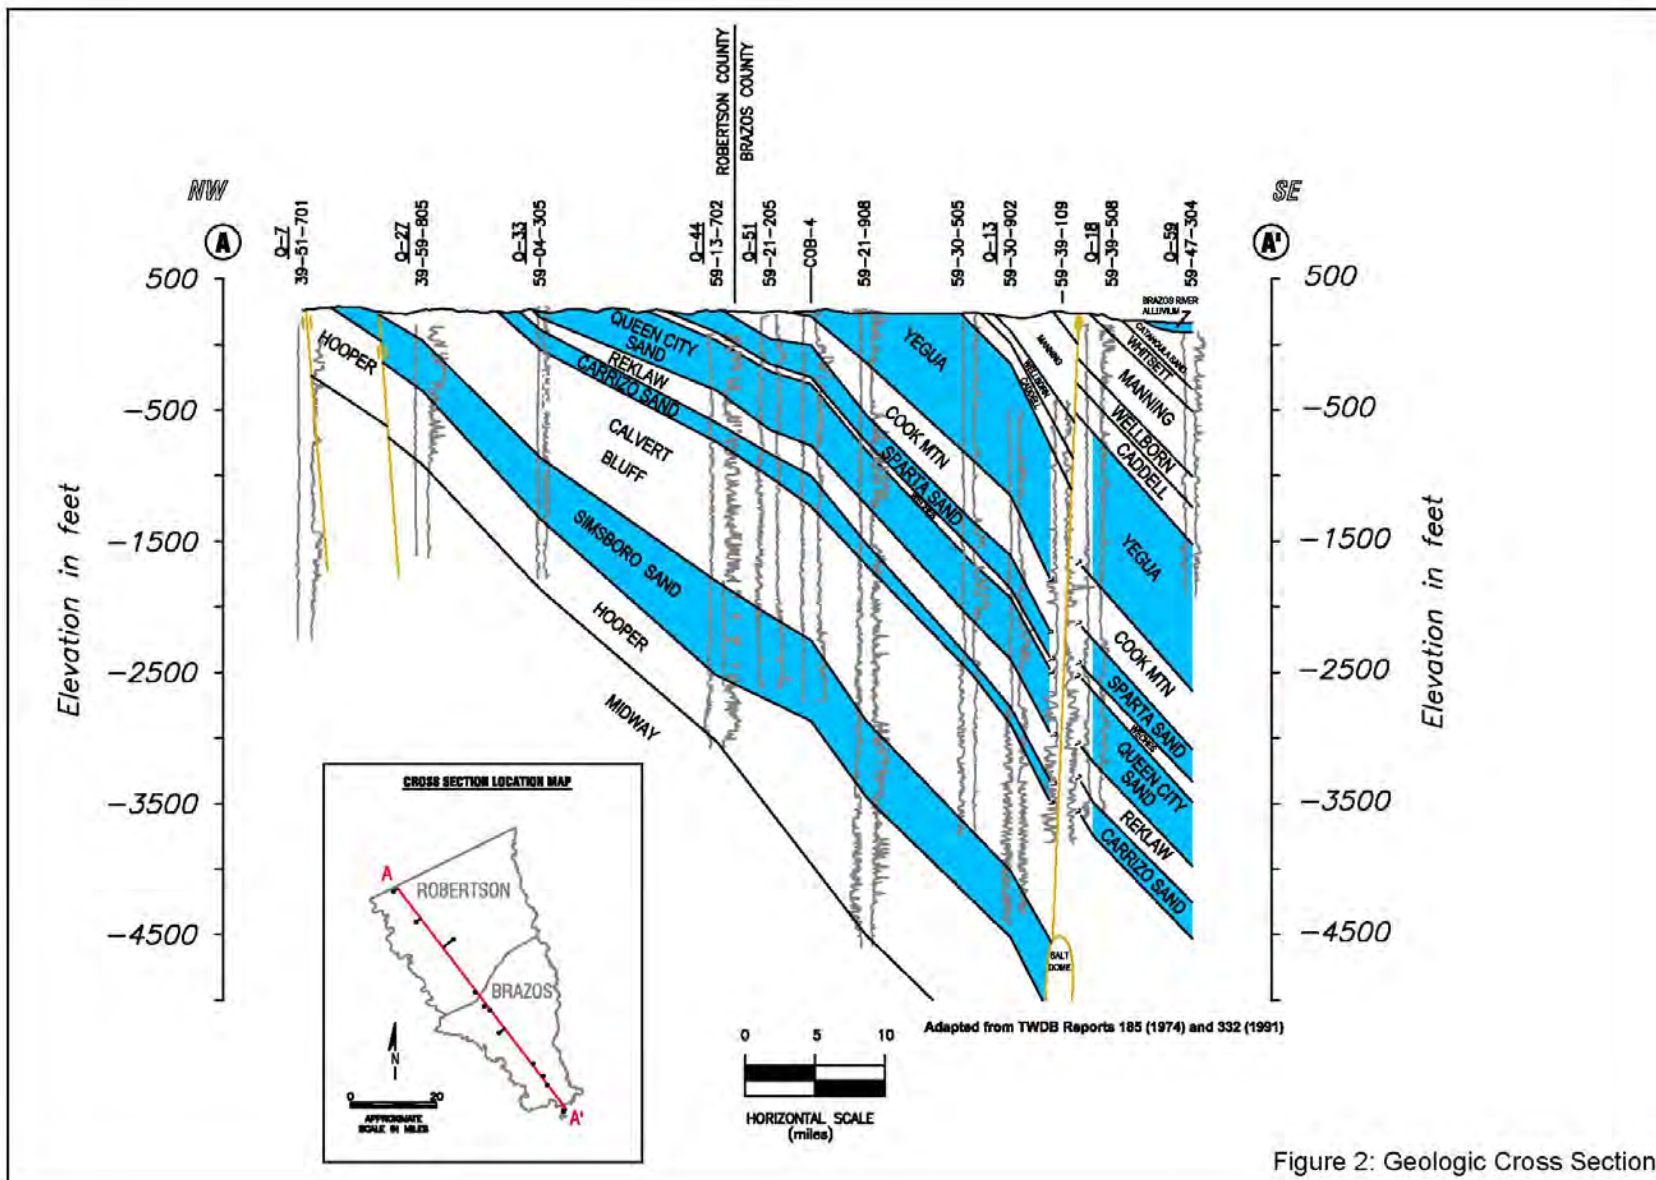 ROBERTSON COUNTY
BRAZOS COUNTY
NW
SE
A
A'
Q-7
39-51-701
Q-27
39-59-805
Q-33
59-04-305
Q-44
59-13-702
Q-51
59-21-205
COB-4
59-21-908
59-30-505
Q-13
59-30-902
59-39-109
Q-18
59-39-508
Q-59
59-47-304
500
-500
-1500
-2500
-3500
-4500
Elevation in feet
500
-500
-1500
-2500
-3500
-4500
Elevation in feet
BRAZOS RIVER
ALLUVIUM
HOOPER
QUEEN CITY
SAND
REKLAW
CARRIZO SAND
CALVERT
BLUFF
SIMSBORO SAND
HOOPER
MIDWAY
YEGUA
COOK MTN
SPARTA SAND
WECHES
MANNING
WELLBORN
CADDELL
CATAHOULA SAND
WHITSETT
MANNING
WELLBORN
CADDELL
YEGUA
COOK MTN
SPARTA SAND
WECHES
QUEEN CITY
SAND
REKLAW
CARRIZO SAND
? ? ? ? ? ? ?
SALT
DOME
CROSS SECTION LOCATION MAP
A
ROBERTSON
BRAZOS
N
A'
0 20
APPROXIMATE
SCALE IN MILES
0 5 10
HORIZONTAL SCALE
(miles)
Adapted from TWDB Reports 185 (1974) and 332 (1991)
Figure 2: Geologic Cross Section